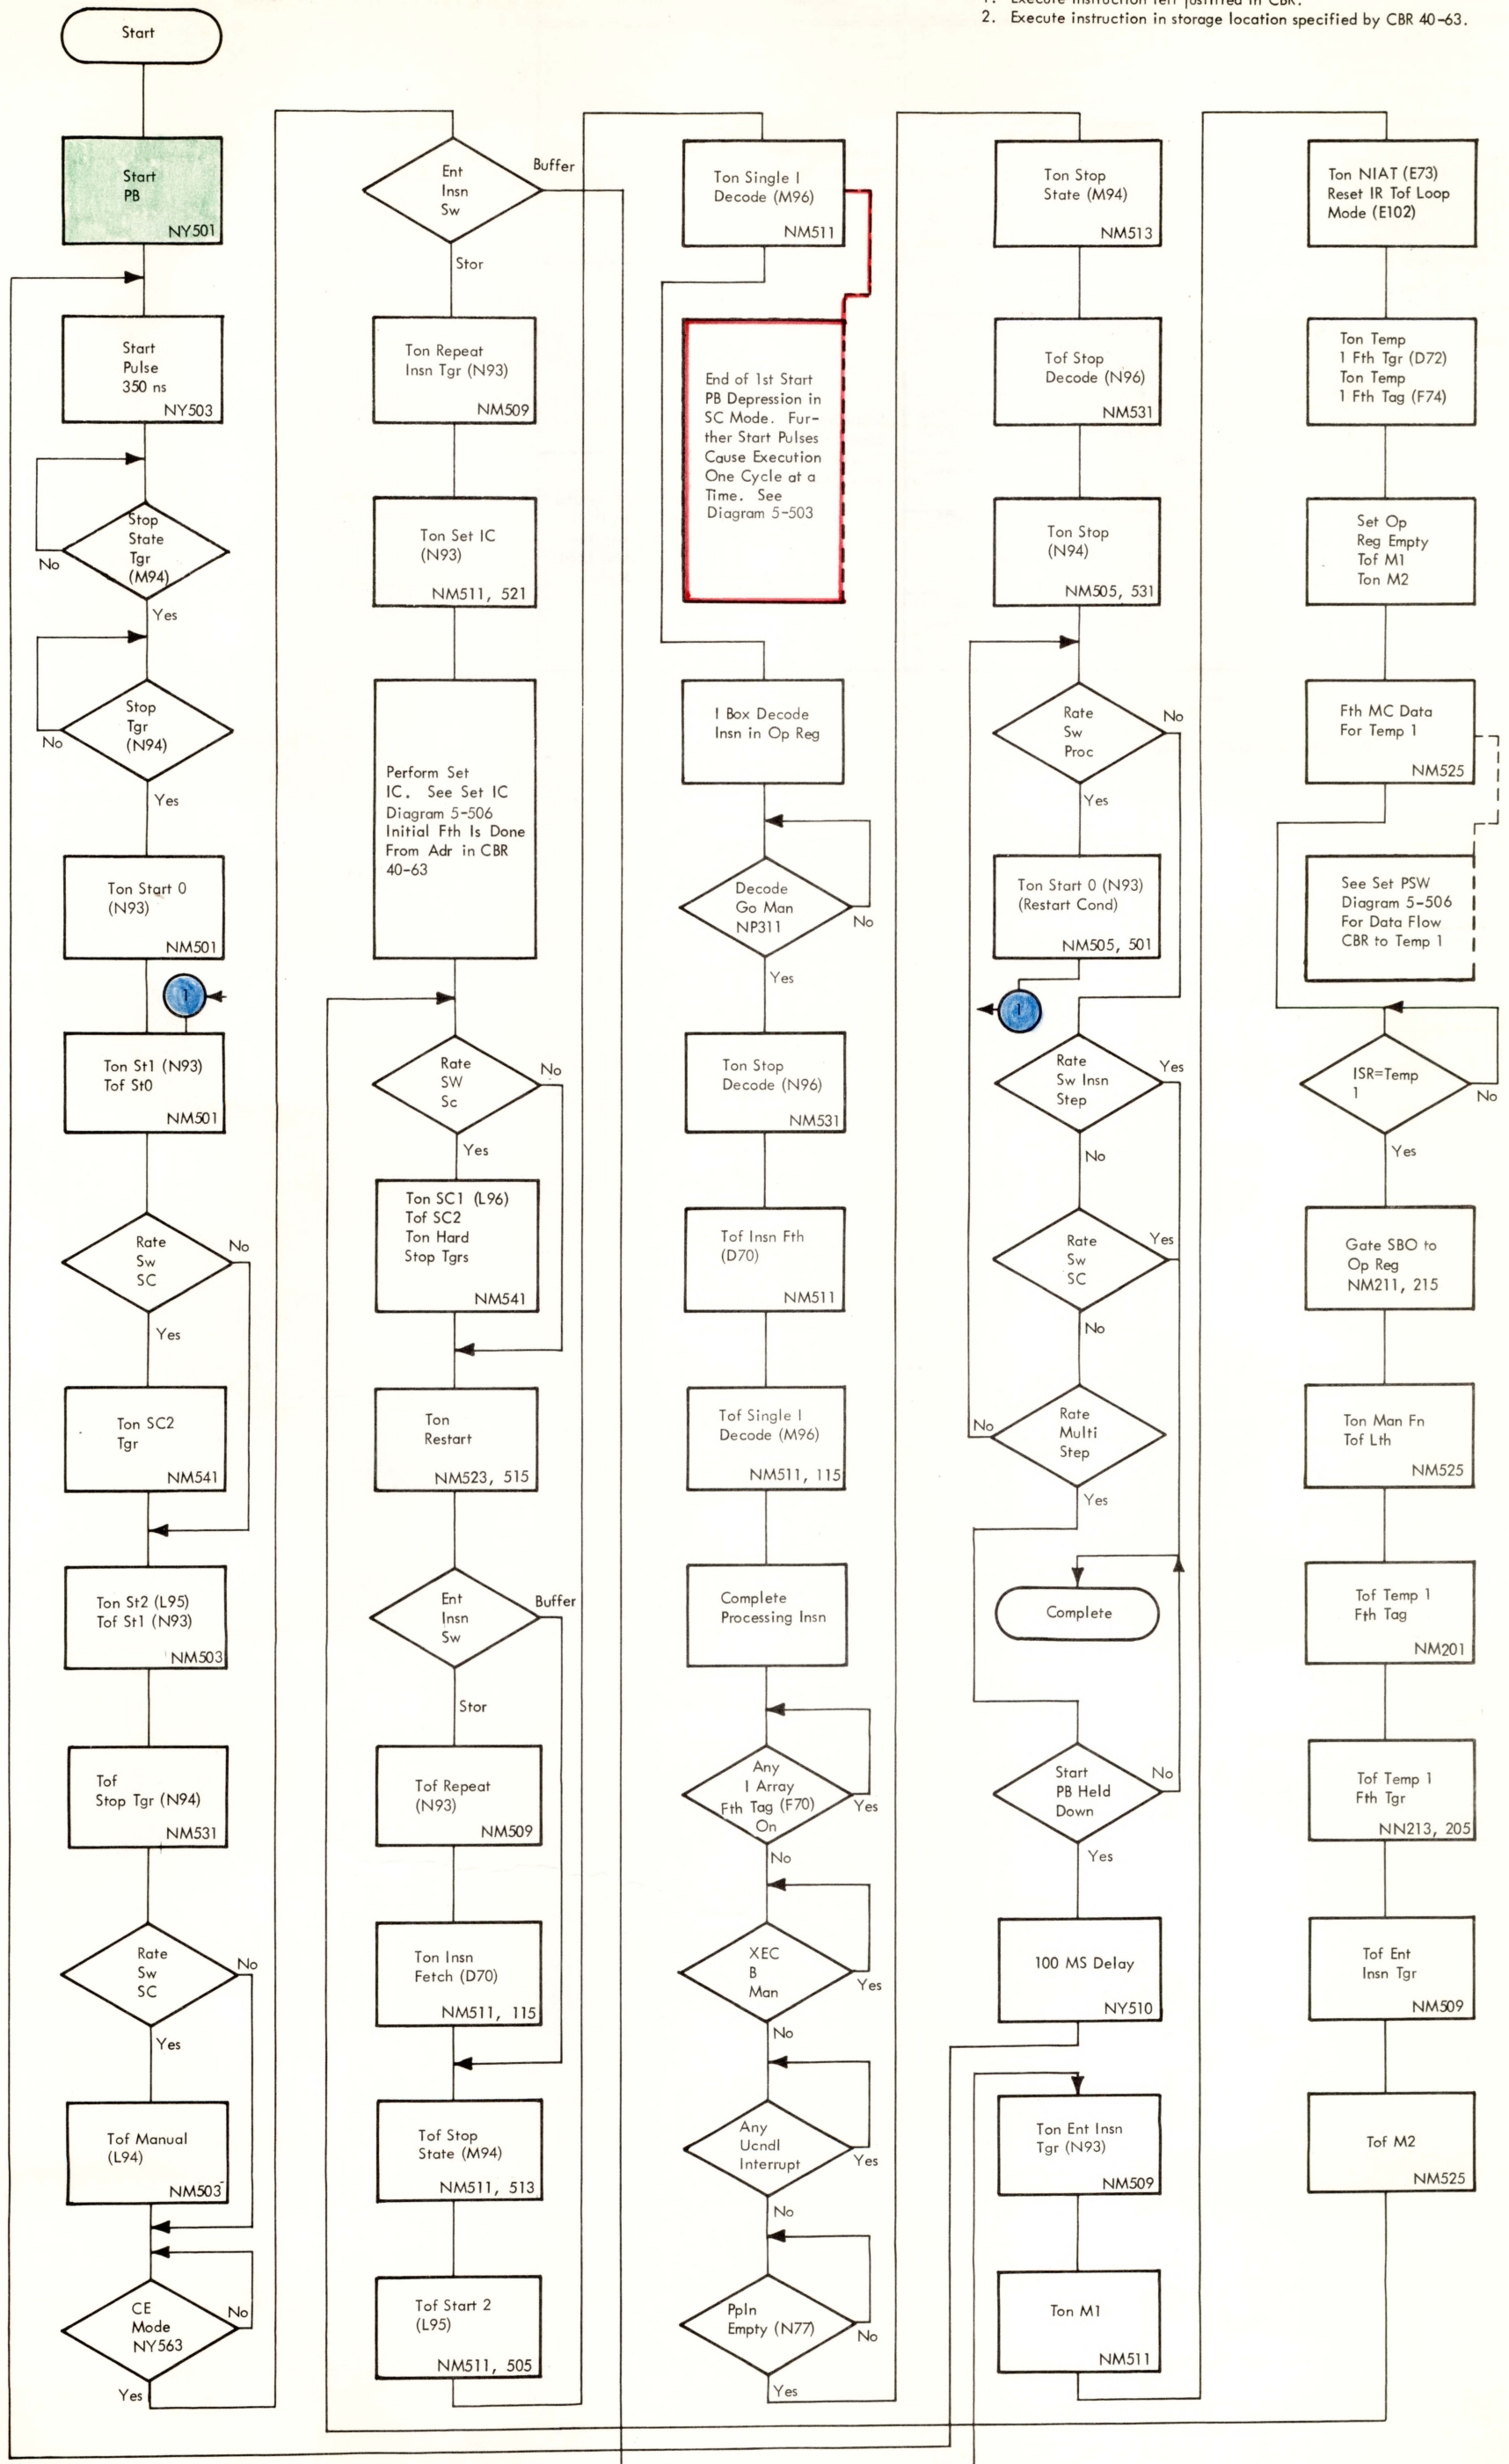 1. Execute instruction left justified in CBR.
2. Execute instruction in storage location specified by CBR 40-63.
Start
Start
PB
NY501
Start
Pulse
350 ns
NY503
Stop
State
Tgr
(M94)
No
Yes
Stop
Tgr
(N94)
No
Yes
Ton Start 0
(N93)
NM501
1
Ton St1 (N93)
Tof St0
NM501
Rate
Sw
SC
No
Yes
Ton SC2
Tgr
NM541
Ton St2 (L95)
Tof St1 (N93)
NM503
Tof
Stop Tgr (N94)
NM531
Rate
Sw
SC
No
Yes
Tof Manual
(L94)
NM503
CE
Mode
NY563
No
Yes
Ent
Insn
Sw
Buffer
Stor
Ton Repeat
Insn Tgr (N93)
NM509
Ton Set IC
(N93)
NM511, 521
Perform Set
IC. See Set IC
Diagram 5-506
Initial Fth Is Done
From Adr in CBR
40-63
Rate
SW
Sc
No
Yes
Ton SC1 (L96)
Tof SC2
Ton Hard
Stop Tgrs
NM541
Ton
Restart
NM523, 515
Ent
Insn
Sw
Buffer
Stor
Tof Repeat
(N93)
NM509
Ton Insn
Fetch (D70)
NM511, 115
Tof Stop
State (M94)
NM511, 513
Tof Start 2
(L95)
NM511, 505
Ton Single I
Decode (M96)
NM511
End of 1st Start
PB Depression in
SC Mode. Fur-
ther Start Pulses
Cause Execution
One Cycle at a
Time. See
Diagram 5-503
I Box Decode
Insn in Op Reg
Decode
Go Man
NP311
No
Yes
Ton Stop
Decode (N96)
NM531
Tof Insn Fth
(D70)
NM511
Tof Single I
Decode (M96)
NM511, 115
Complete
Processing Insn
Any
I Array
Fth Tag (F70)
On
Yes
No
XEC
B
Man
Yes
No
Any
Ucndl
Interrupt
Yes
No
Ppln
Empty (N77)
No
Yes
Ton Stop
State (M94)
NM513
Tof Stop
Decode (N96)
NM531
Ton Stop
(N94)
NM505, 531
Rate
Sw
Proc
No
Yes
Ton Start 0 (N93)
(Restart Cond)
NM505, 501
1
Rate
Sw Insn
Step
Yes
No
Rate
Sw
SC
Yes
No
Rate
Multi
Step
No
Yes
Complete
Start
PB Held
Down
No
Yes
100 MS Delay
NY510
Ton Ent Insn
Tgr (N93)
NM509
Ton M1
NM511
Ton NIAT (E73)
Reset IR Tof Loop
Mode (E102)
Ton Temp
1 Fth Tgr (D72)
Ton Temp
1 Fth Tag (F74)
Set Op
Reg Empty
Tof M1
Ton M2
Fth MC Data
For Temp 1
NM525
See Set PSW
Diagram 5-506
For Data Flow
CBR to Temp 1
ISR=Temp
1
No
Yes
Gate SBO to
Op Reg
NM211, 215
Ton Man Fn
Tof Lth
NM525
Tof Temp 1
Fth Tag
NM201
Tof Temp 1
Fth Tgr
NN213, 205
Tof Ent
Insn Tgr
NM509
Tof M2
NM525